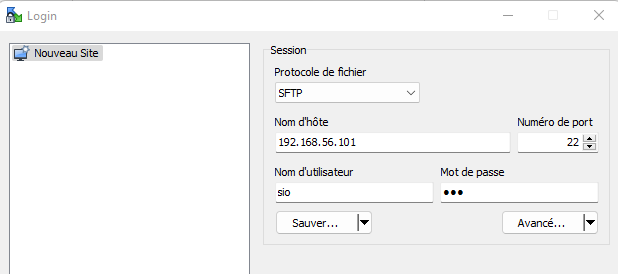 Login
Nouveau Site
Session
Protocole de fichier
SFTP
Nom d'hôte
Numéro de port
192.168.56.101
22
Nom d'utilisateur
Mot de passe
sio
●●●
Sauver...
Avancé...